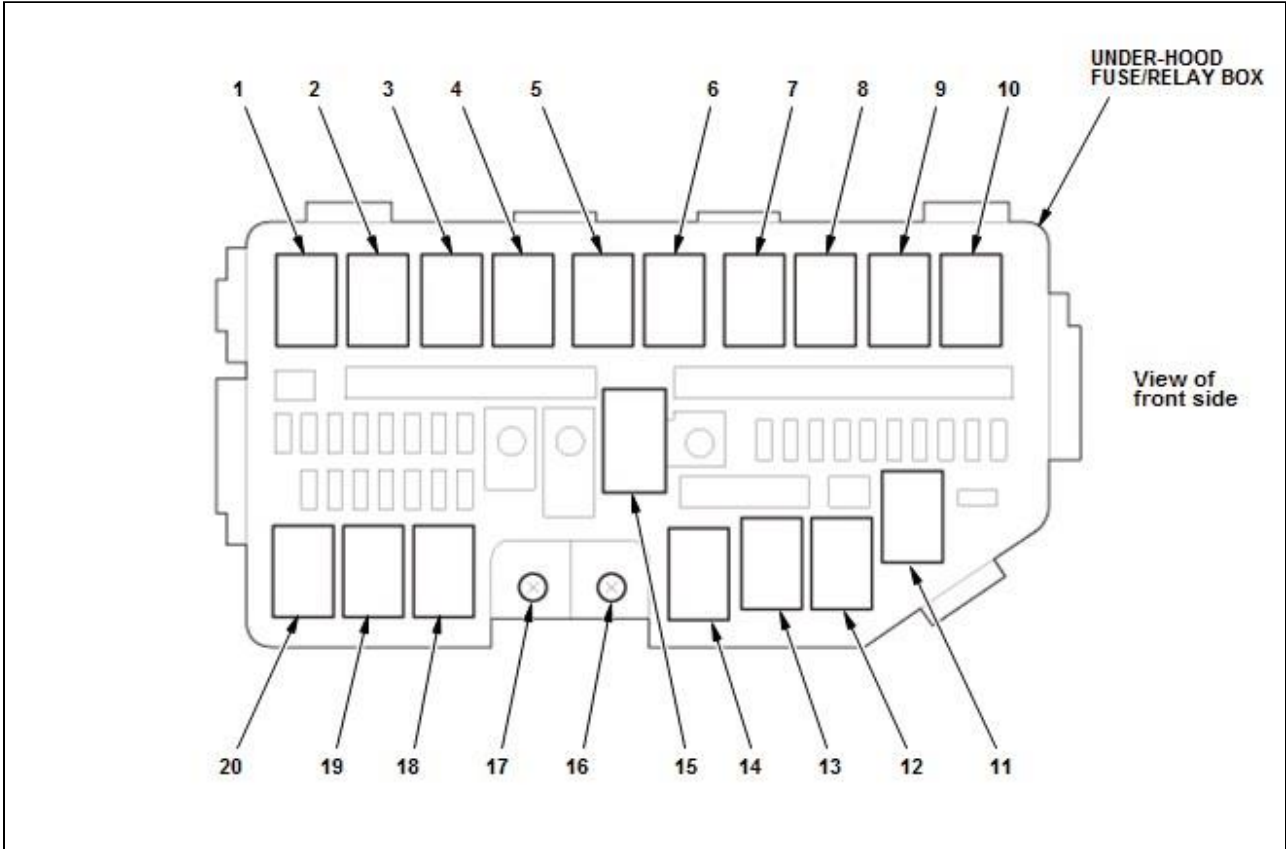 UNDER-HOOD
FUSE/RELAY BOX
1 2 3 4 5 6 7 8 9 10
View of
front side
20 19 18 17 16 15 14 13 12 11